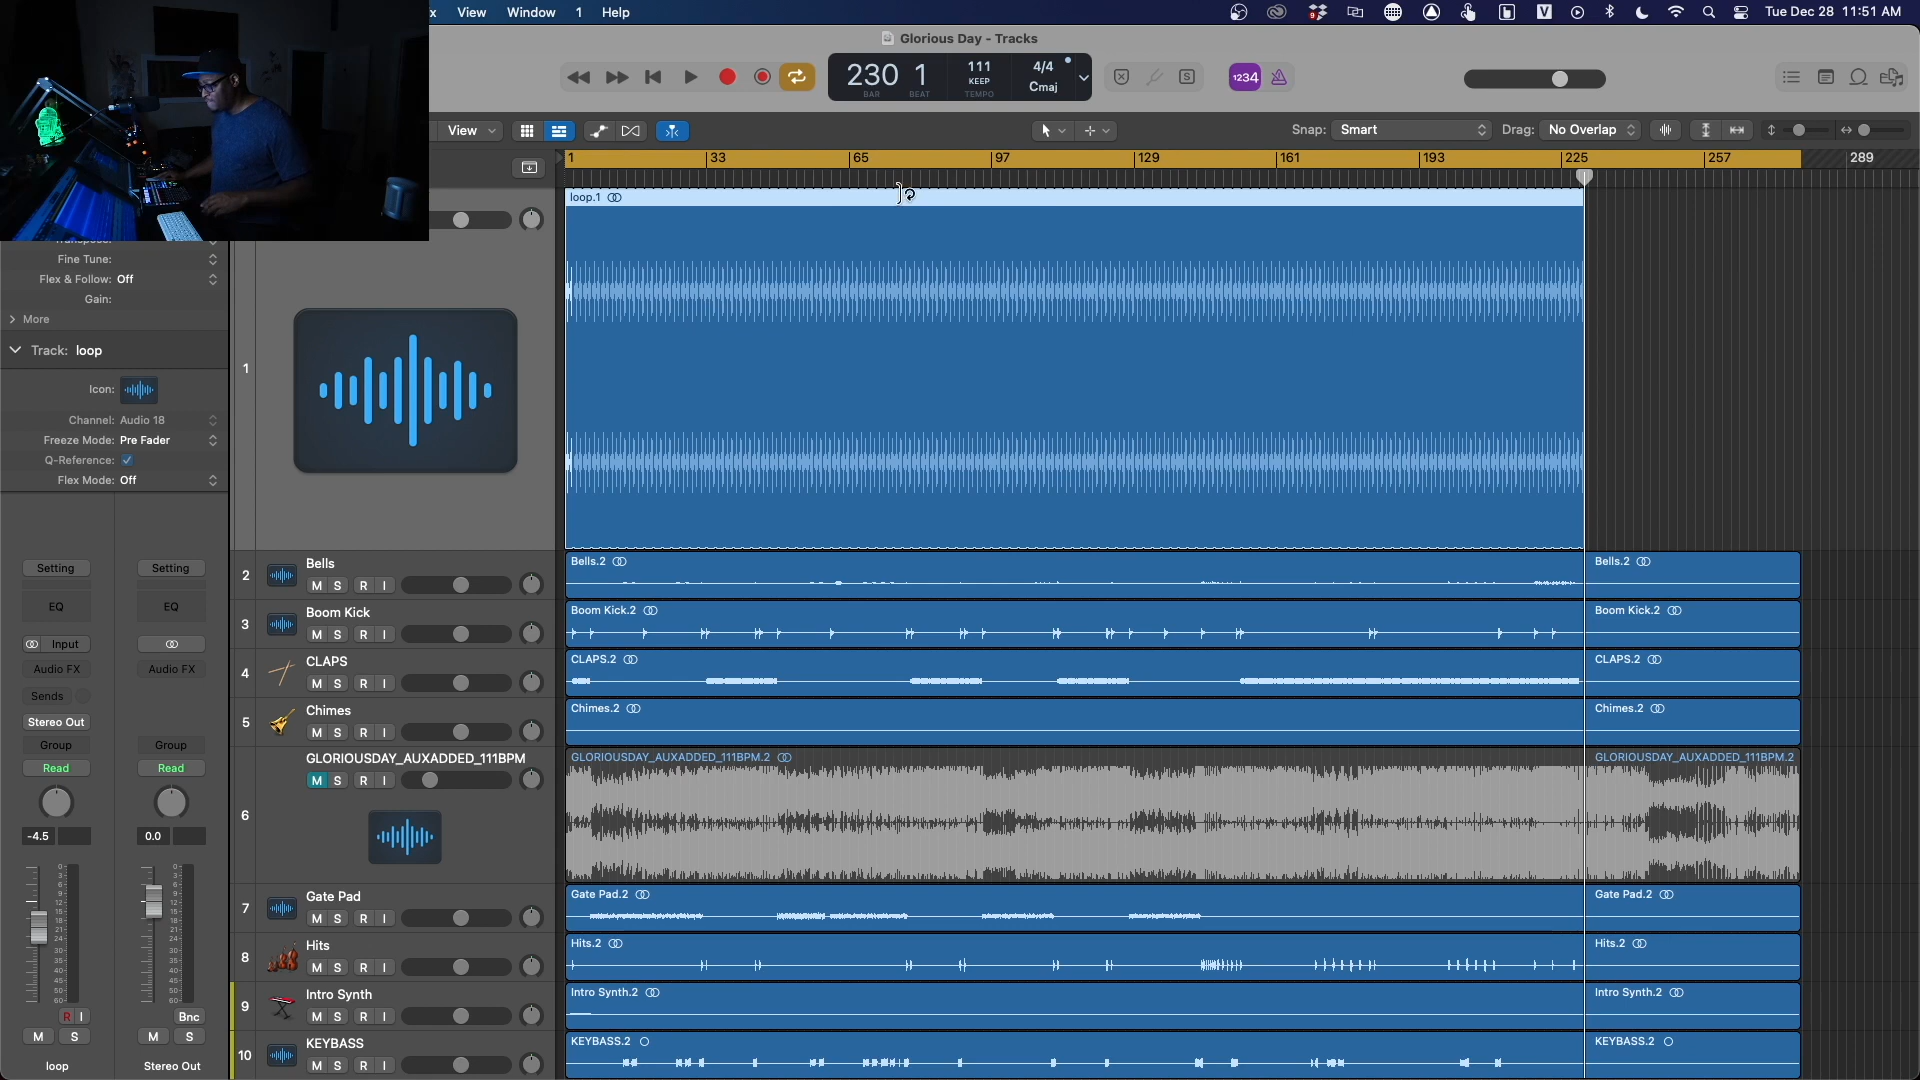 x View Window 1 Help
9
V
Tue Dec 28 11:51 AM
Glorious Day - Tracks
230 1
BAR BEAT
111
KEEP
TEMPO
4/4
Cmaj
S
1234
View
Snap: Smart
Drag: No Overlap
1 33 65 97 129 161 193 225 257 289
loop.1
Fine Tune:
Flex & Follow: Off
Gain:
More
Track: loop
Icon:
Channel: Audio 18
Freeze Mode: Pre Fader
Q-Reference:
Flex Mode: Off
Setting Setting
EQ EQ
Input
Audio FX Audio FX
Sends
Stereo Out
Group Group
Read Read
-4.5 0.0
R I Bnc
M S M S
loop Stereo Out
1
2 Bells
M S R I
Bells.2 Bells.2
3 Boom Kick
M S R I
Boom Kick.2 Boom Kick.2
4 CLAPS
M S R I
CLAPS.2 CLAPS.2
5 Chimes
M S R I
Chimes.2 Chimes.2
6 GLORIOUSDAY_AUXADDED_111BPM
M S R I
GLORIOUSDAY_AUXADDED_111BPM.2 GLORIOUSDAY_AUXADDED_111BPM.2
7 Gate Pad
M S R I
Gate Pad.2 Gate Pad.2
8 Hits
M S R I
Hits.2 Hits.2
9 Intro Synth
M S R I
Intro Synth.2 Intro Synth.2
10 KEYBASS
M S R I
KEYBASS.2 KEYBASS.2